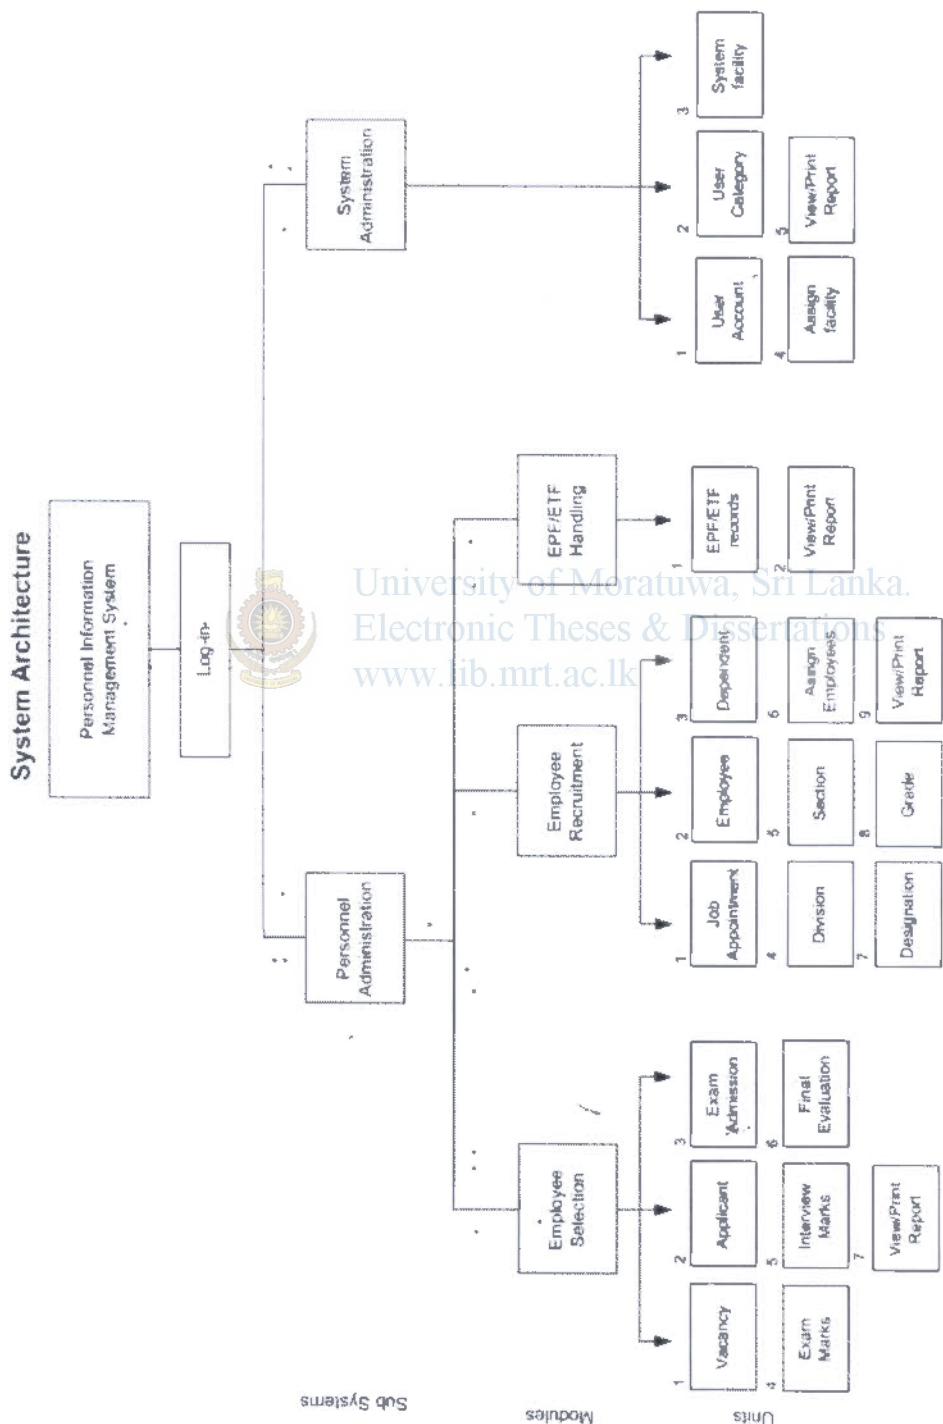 System Architecture
Personnel Information
Management System
Log-in
Personnel
Administration
System
Administration
Sub Systems
Employee
Selection
Employee
Recruitment
EPF/ETF
Handling
Modules
1
Vacancy
2
Applicant
3
Exam
Admission
4
Exam
Marks
5
Interview
Marks
6
Final
Evaluation
7
View/Print
Report
1
Job
Appointment
2
Employee
3
Dependent
4
Division
5
Section
6
Assign
Employees
7
Designation
8
Grade
9
View/Print
Report
1
EPF/ETF
records
2
View/Print
Report
1
User
Account
2
User
Category
3
System
facility
4
Assign
facility
5
View/Print
Report
Units
University of Moratuwa, Sri Lanka.
Electronic Theses & Dissertations
www.lib.mrt.ac.lk